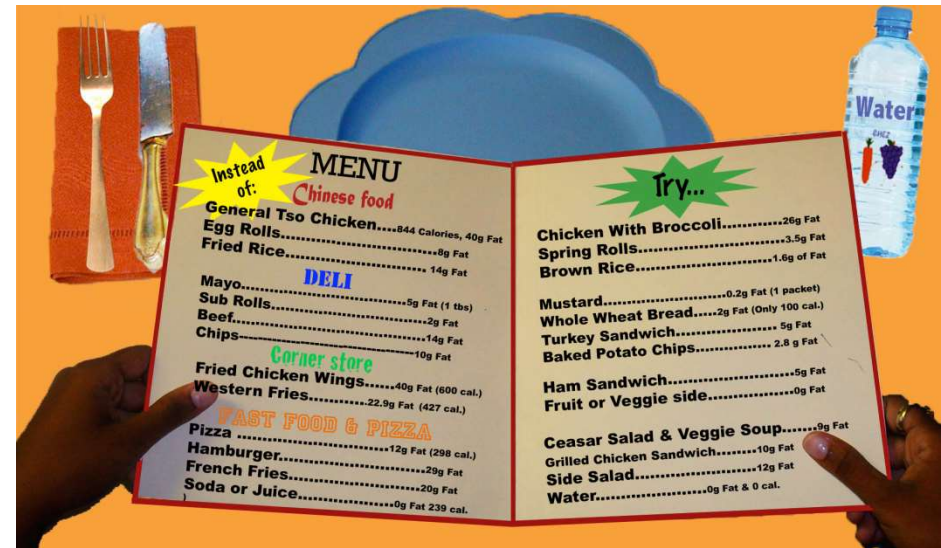 Instead
of:
MENU
Chinese food
General Tso Chicken....844 Calories, 40g Fat
Egg Rolls....................................8g Fat
Fried Rice................................. 14g Fat
DELI
Mayo.................................5g Fat (1 tbs)
Sub Rolls....................................2g Fat
Beef...........................................14g Fat
Chips------------------------------------10g Fat
Corner store
Fried Chicken Wings......40g Fat (600 cal.)
Western Fries..........22.9g Fat (427 cal.)
FAST FOOD & PIZZA
Pizza ..........................12g Fat (298 cal.)
Hamburger................................29g Fat
French Fries.............................20g Fat
Soda or Juice..................0g Fat 239 cal.
)
Try...
Chicken With Broccoli...........26g Fat
Spring Rolls...........................3.5g Fat
Brown Rice.........................1.6g of Fat
Mustard.....................0.2g Fat (1 packet)
Whole Wheat Bread.....2g Fat (Only 100 cal.)
Turkey Sandwich.................. 5g Fat
Baked Potato Chips.............. 2.8 g Fat
Ham Sandwich.......................5g Fat
Fruit or Veggie side................0g Fat
Ceasar Salad & Veggie Soup.......9g Fat
Grilled Chicken Sandwich.........10g Fat
Side Salad...........................12g Fat
Water......................0g Fat & 0 cal.
Water